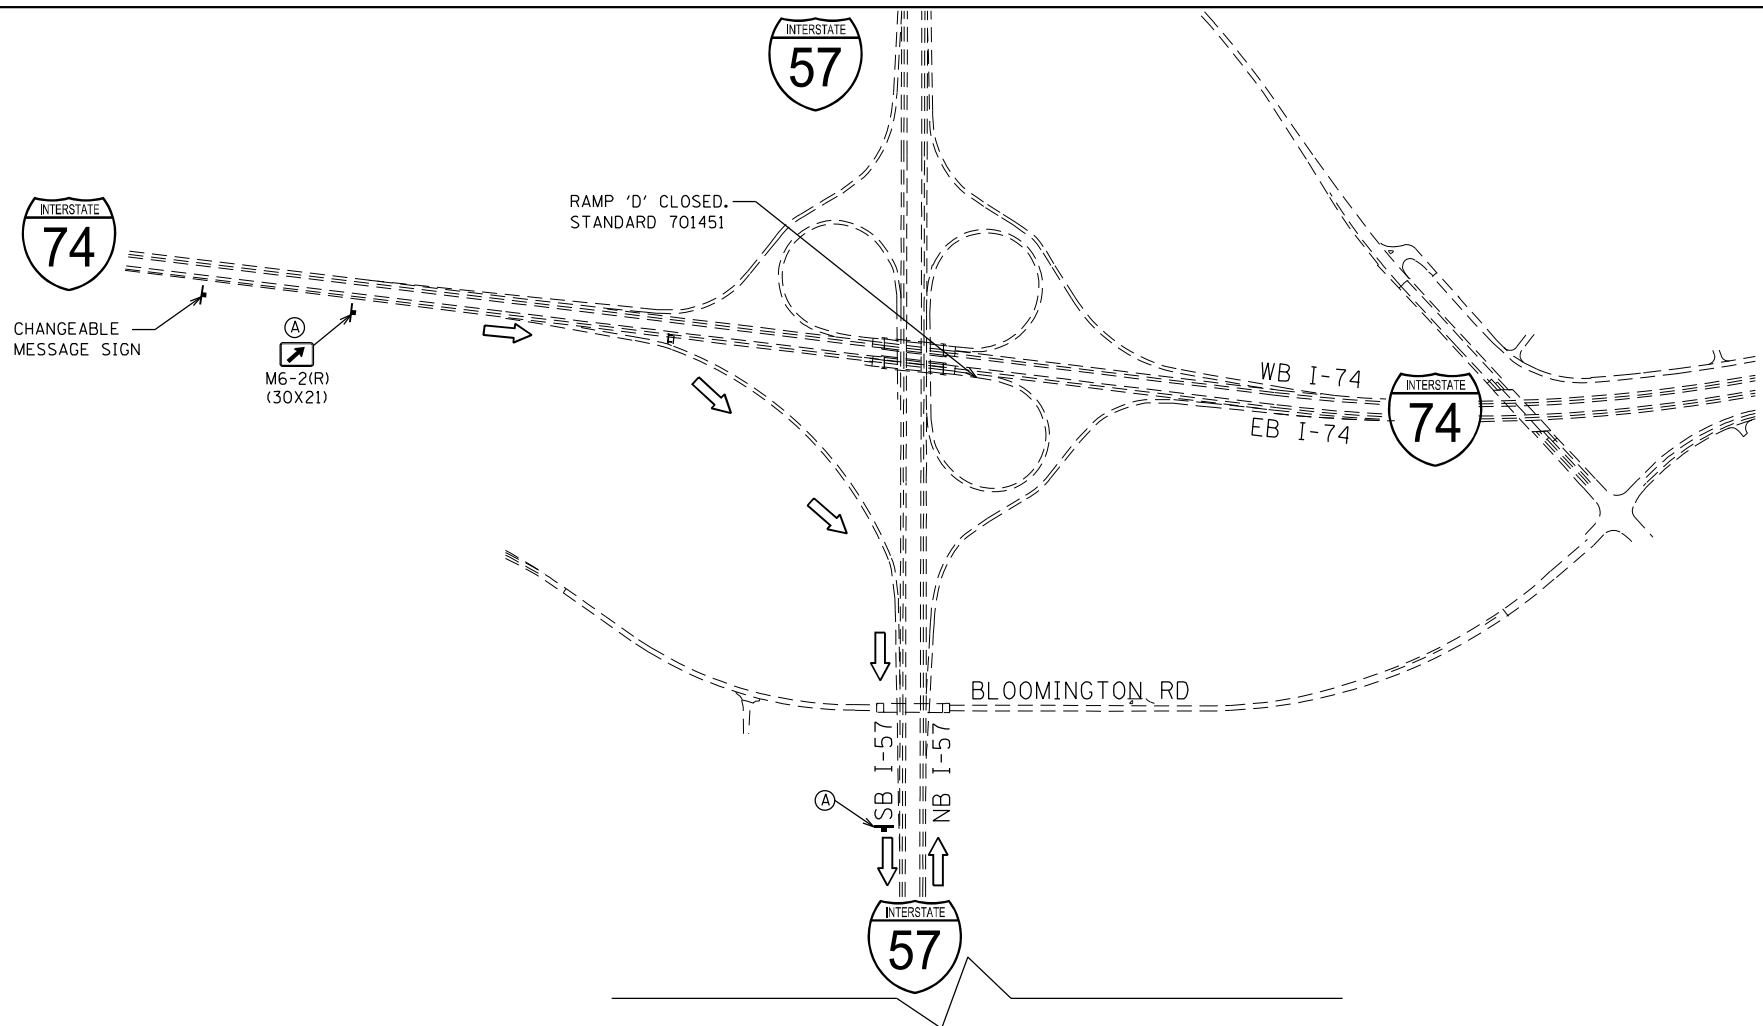 INTERSTATE
57
INTERSTATE
74
RAMP 'D' CLOSED.
STANDARD 701451
CHANGEABLE
MESSAGE SIGN
A
M6-2(R)
(30X21)
WB I-74
EB I-74
INTERSTATE
74
BLOOMINGTON RD
SB I-57
NB I-57
A
INTERSTATE
57